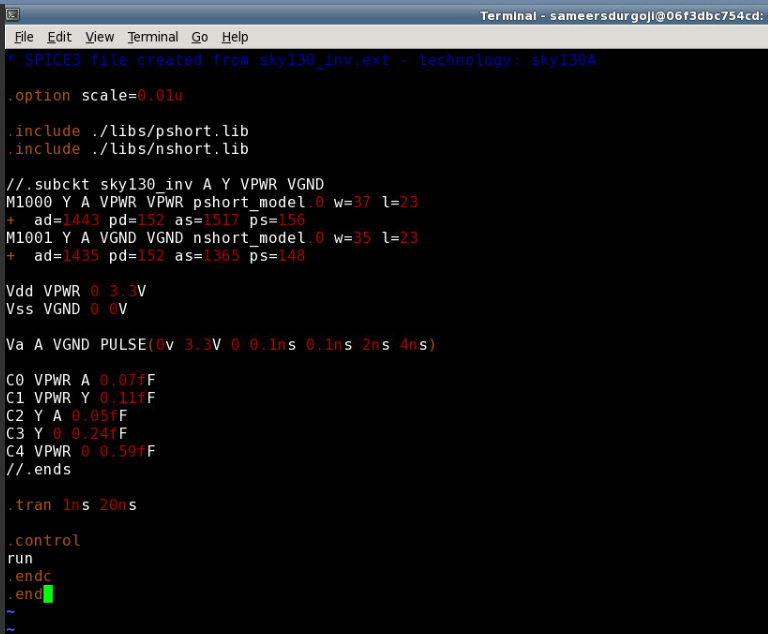 Terminal - sameersdurgoji@06f3dbc754cd:
File Edit View Terminal Go Help
* SPICE3 file created from sky130_inv.ext - technology: sky130A
.option scale=0.01u
.include ./libs/pshort.lib
.include ./libs/nshort.lib
//.subckt sky130_inv A Y VPWR VGND
M1000 Y A VPWR VPWR pshort_model.0 w=37 l=23
+  ad=1443 pd=152 as=1517 ps=156
M1001 Y A VGND VGND nshort_model.0 w=35 l=23
+  ad=1435 pd=152 as=1365 ps=148
Vdd VPWR 0 3.3V
Vss VGND 0 0V
Va A VGND PULSE(0v 3.3V 0 0.1ns 0.1ns 2ns 4ns)
C0 VPWR A 0.07fF
C1 VPWR Y 0.11fF
C2 Y A 0.05fF
C3 Y 0 0.24fF
C4 VPWR 0 0.59fF
//.ends
.tran 1ns 20ns
.control
run
.endc
.end
~
~